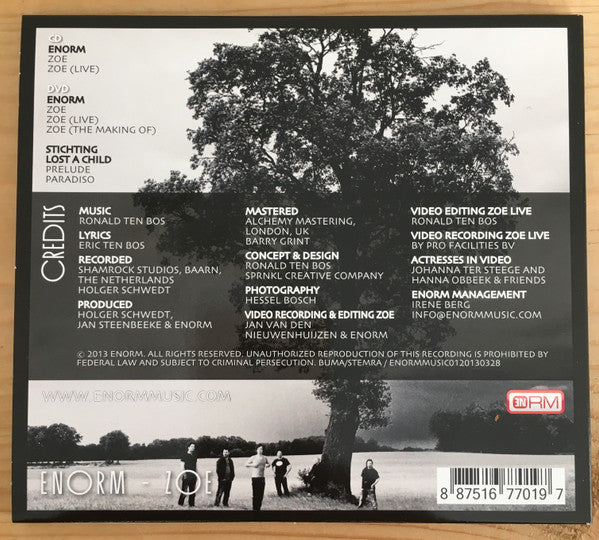 CD
ENORM
ZOE
ZOE (LIVE)
DVD
ENORM
ZOE
ZOE (LIVE)
ZOE (THE MAKING OF)
STICHTING
LOST A CHILD
PRELUDE
PARADISO
CREDITS
MUSIC
RONALD TEN BOS
LYRICS
ERIC TEN BOS
RECORDED
SHAMROCK STUDIOS, BAARN,
THE NETHERLANDS
HOLGER SCHWEDT
PRODUCED
HOLGER SCHWEDT,
JAN STEENBEEKE & ENORM
MASTERED
ALCHEMY MASTERING,
LONDON, UK
BARRY GRINT
CONCEPT & DESIGN
RONALD TEN BOS
SPRNKL CREATIVE COMPANY
PHOTOGRAPHY
HESSEL BOSCH
VIDEO RECORDING & EDITING ZOE
JAN VAN DEN
NIEUWENHUIJZEN & ENORM
VIDEO EDITING ZOE LIVE
RONALD TEN BOS
VIDEO RECORDING ZOE LIVE
BY PRO FACILITIES BV
ACTRESSES IN VIDEO
JOHANNA TER STEEGE AND
HANNA OBBEEK & FRIENDS
ENORM MANAGEMENT
IRENE BERG
INFO@ENORMMUSIC.COM
© 2013 ENORM. ALL RIGHTS RESERVED. UNAUTHORIZED REPRODUCTION OF THIS RECORDING IS PROHIBITED BY
FEDERAL LAW AND SUBJECT TO CRIMINAL PERSECUTION. BUMA/STEMRA / ENORMMUSIC0120130328
WWW.ENORMMUSIC.COM
ENORM
ENORM - ZOE
8 87516 77019 7